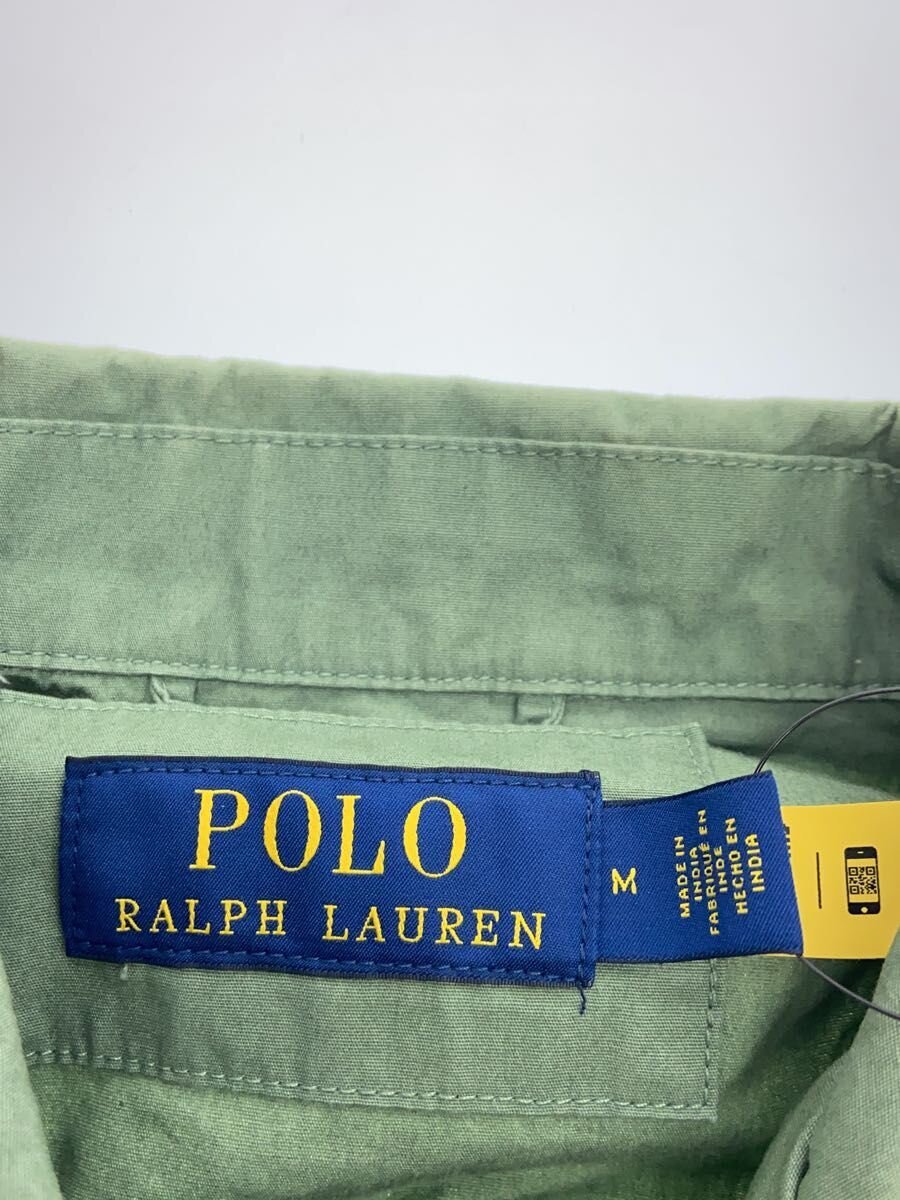 POLO
RALPH LAUREN
M
MADE IN
INDIA
FABRIQUÉ EN
INDE
HECHO EN
INDIA